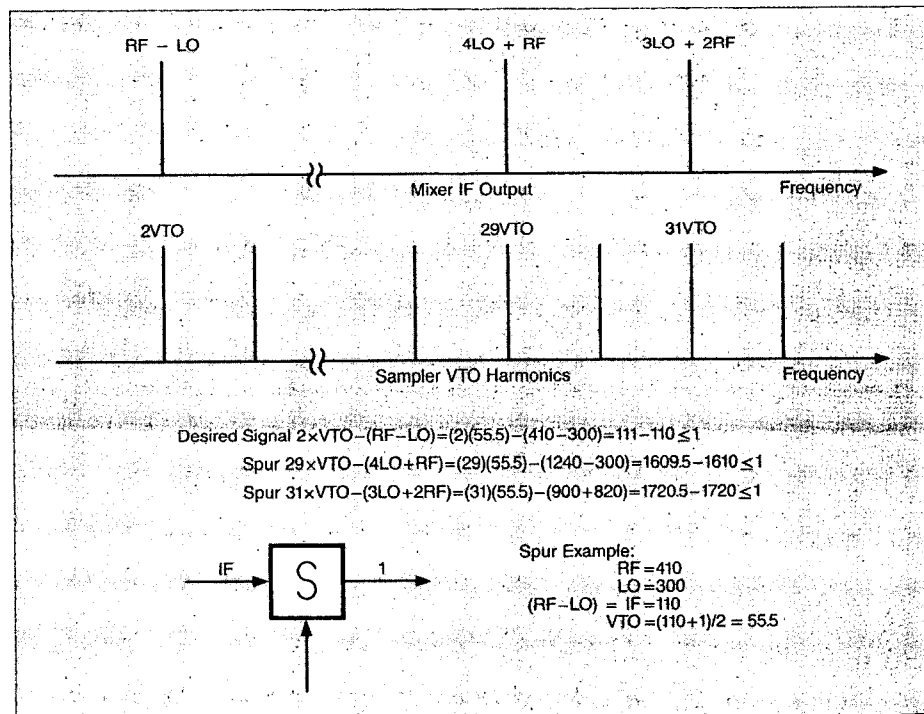 RF – LO 4LO + RF 3LO + 2RF
Mixer IF Output Frequency
2VTO 29VTO 31VTO
Sampler VTO Harmonics Frequency
Desired Signal 2×VTO–(RF–LO)=(2)(55.5)–(410–300)=111–110≤1
Spur 29×VTO–(4LO+RF)=(29)(55.5)–(1240–300)=1609.5–1610≤1
Spur 31×VTO–(3LO+2RF)=(31)(55.5)–(900+820)=1720.5–1720≤1
IF S 1
Spur Example:
RF=410
LO=300
(RF–LO) = IF=110
VTO=(110+1)/2 = 55.5